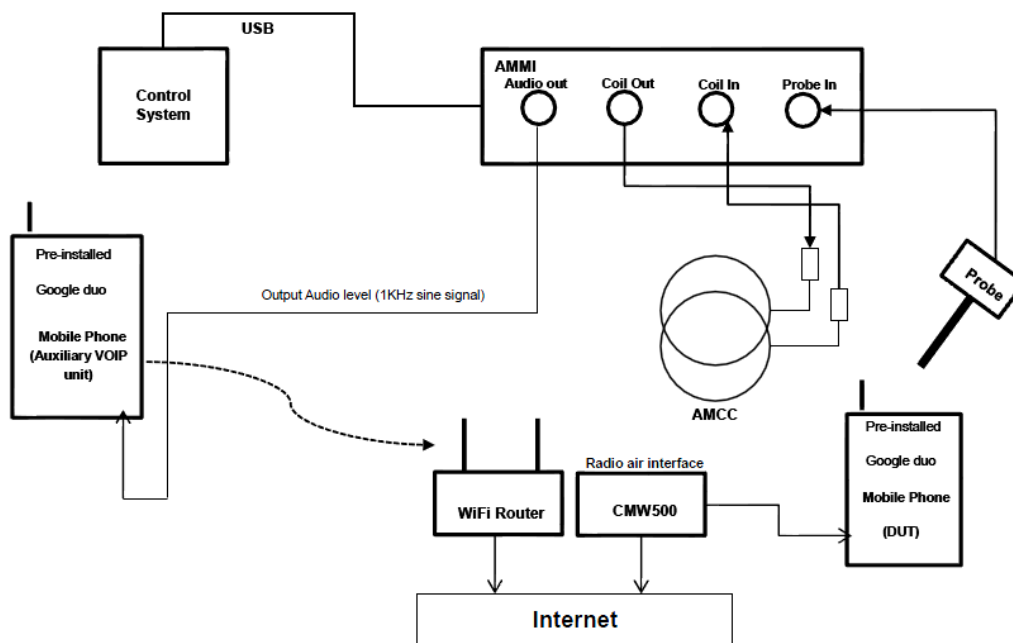 USB
Control
System
AMMI
Audio out
Coil Out
Coil In
Probe In
Pre-installed
Google duo
Mobile Phone
(Auxiliary VOIP
unit)
Output Audio level (1KHz sine signal)
Probe
AMCC
Pre-installed
Google duo
Mobile Phone
(DUT)
Radio air interface
WiFi Router
CMW500
Internet